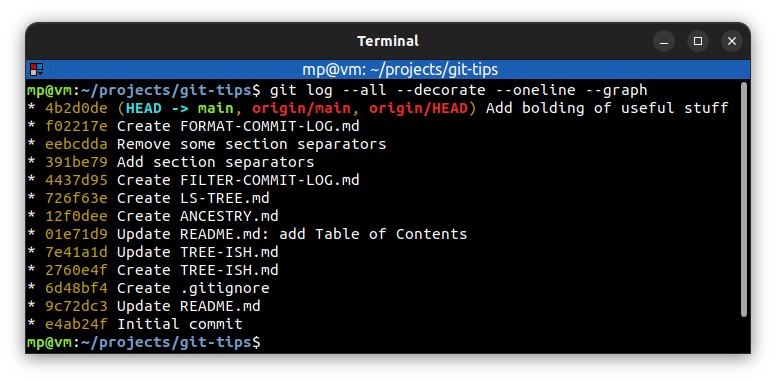 Terminal
mp@vm: ~/projects/git-tips
mp@vm:~/projects/git-tips$ git log --all --decorate --oneline --graph
* 4b2d0de (HEAD -> main, origin/main, origin/HEAD) Add bolding of useful stuff
* f02217e Create FORMAT-COMMIT-LOG.md
* eebcdda Remove some section separators
* 391be79 Add section separators
* 4437d95 Create FILTER-COMMIT-LOG.md
* 726f63e Create LS-TREE.md
* 12f0dee Create ANCESTRY.md
* 01e71d9 Update README.md: add Table of Contents
* 7e41a1d Update TREE-ISH.md
* 2760e4f Create TREE-ISH.md
* 6d48bf4 Create .gitignore
* 9c72dc3 Update README.md
* e4ab24f Initial commit
mp@vm:~/projects/git-tips$